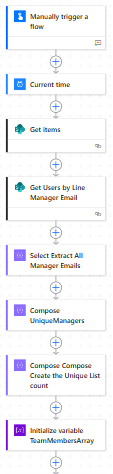 Manually trigger a
flow
Current time
Get items
Get Users by Line
Manager Email
Select Extract All
Manager Emails
Compose
UniqueManagers
Compose Compose
Create the Unique List
count
Initialize variable
TeamMembersArray